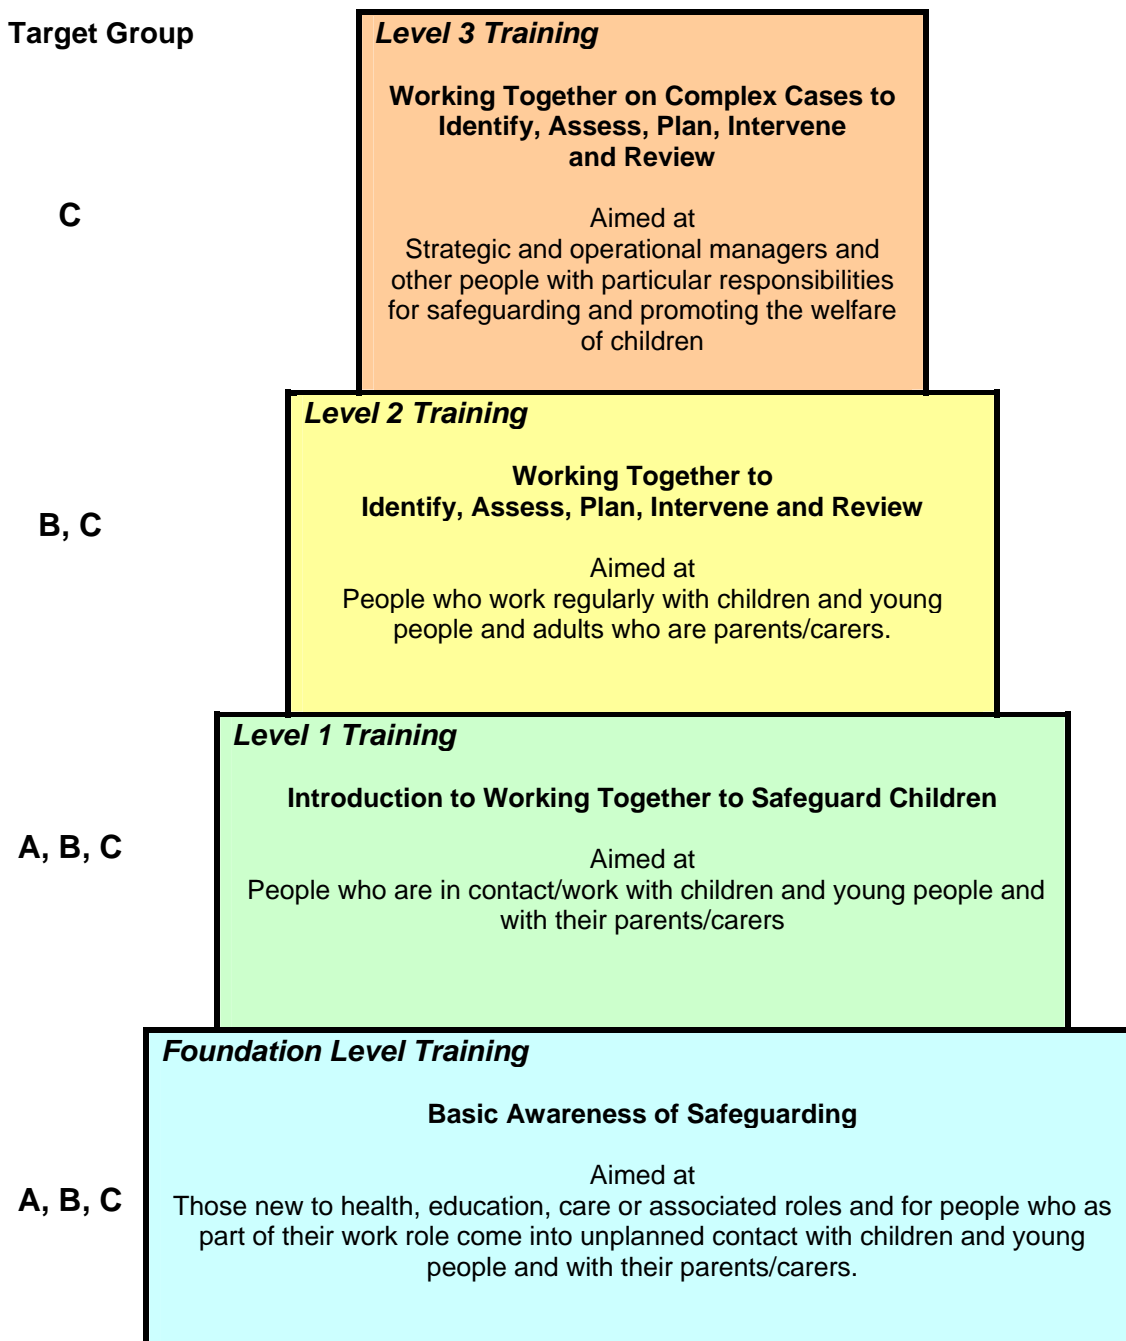 Target Group
Level 3 Training
Working Together on Complex Cases to
Identify, Assess, Plan, Intervene
and Review
C
Aimed at
Strategic and operational managers and
other people with particular responsibilities
for safeguarding and promoting the welfare
of children
Level 2 Training
Working Together to
Identify, Assess, Plan, Intervene and Review
B, C
Aimed at
People who work regularly with children and young
people and adults who are parents/carers.
Level 1 Training
Introduction to Working Together to Safeguard Children
A, B, C
Aimed at
People who are in contact/work with children and young people and
with their parents/carers
Foundation Level Training
Basic Awareness of Safeguarding
A, B, C
Aimed at
Those new to health, education, care or associated roles and for people who as
part of their work role come into unplanned contact with children and young
people and with their parents/carers.